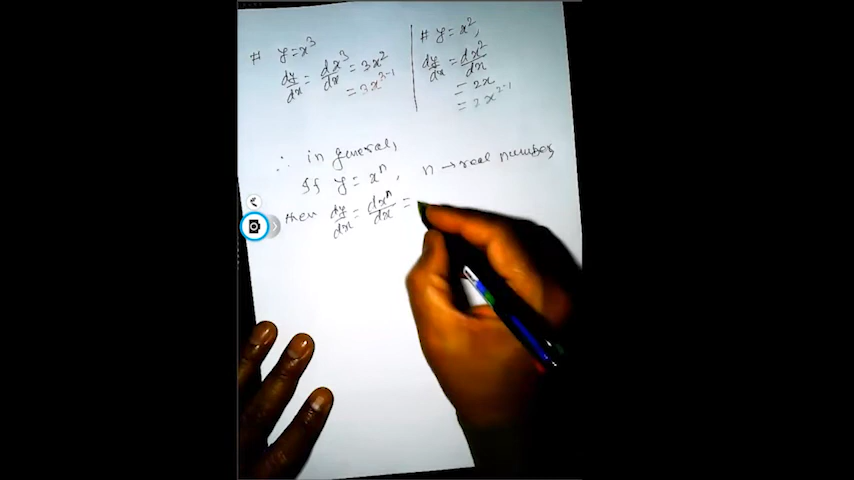 # y = x³
dy/dx = dx³/dx = 3x²
= 3x³⁻¹
# y = x²,
dy/dx = dx²/dx
= 2x
= 2x²⁻¹
∴ in general,
If y = xⁿ, n → real number,
then dy/dx = dxⁿ/dx =